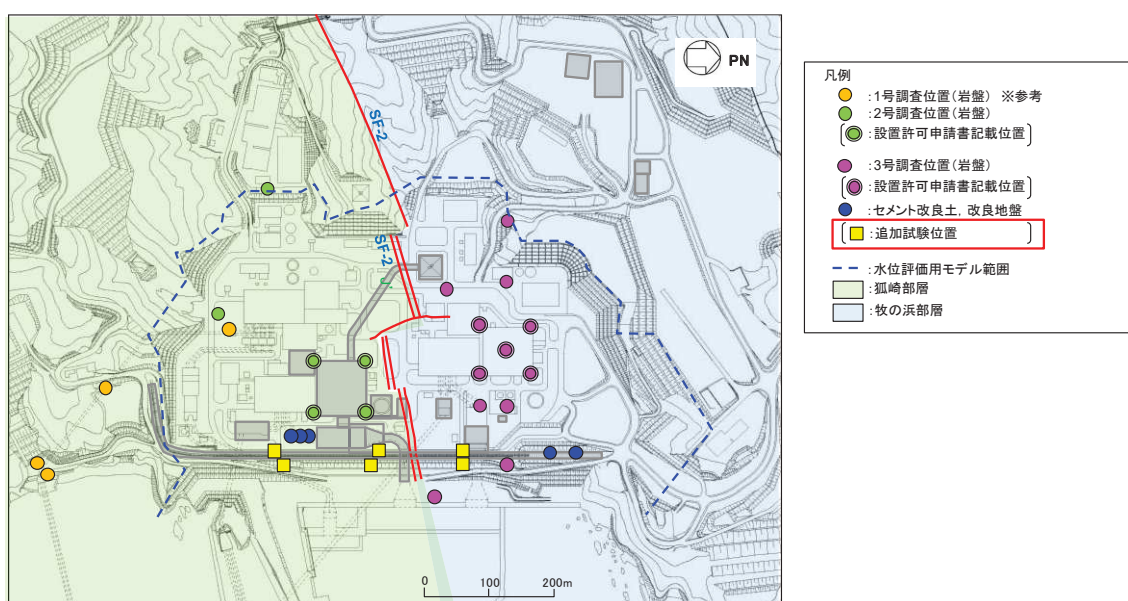 PN
SF-2
SF-2
0 100 200m
凡例
:1号調査位置(岩盤) ※参考
:2号調査位置(岩盤)
:設置許可申請書記載位置
:3号調査位置(岩盤)
:設置許可申請書記載位置
:セメント改良土, 改良地盤
:追加試験位置
:水位評価用モデル範囲
:狐崎部層
:牧の浜部層